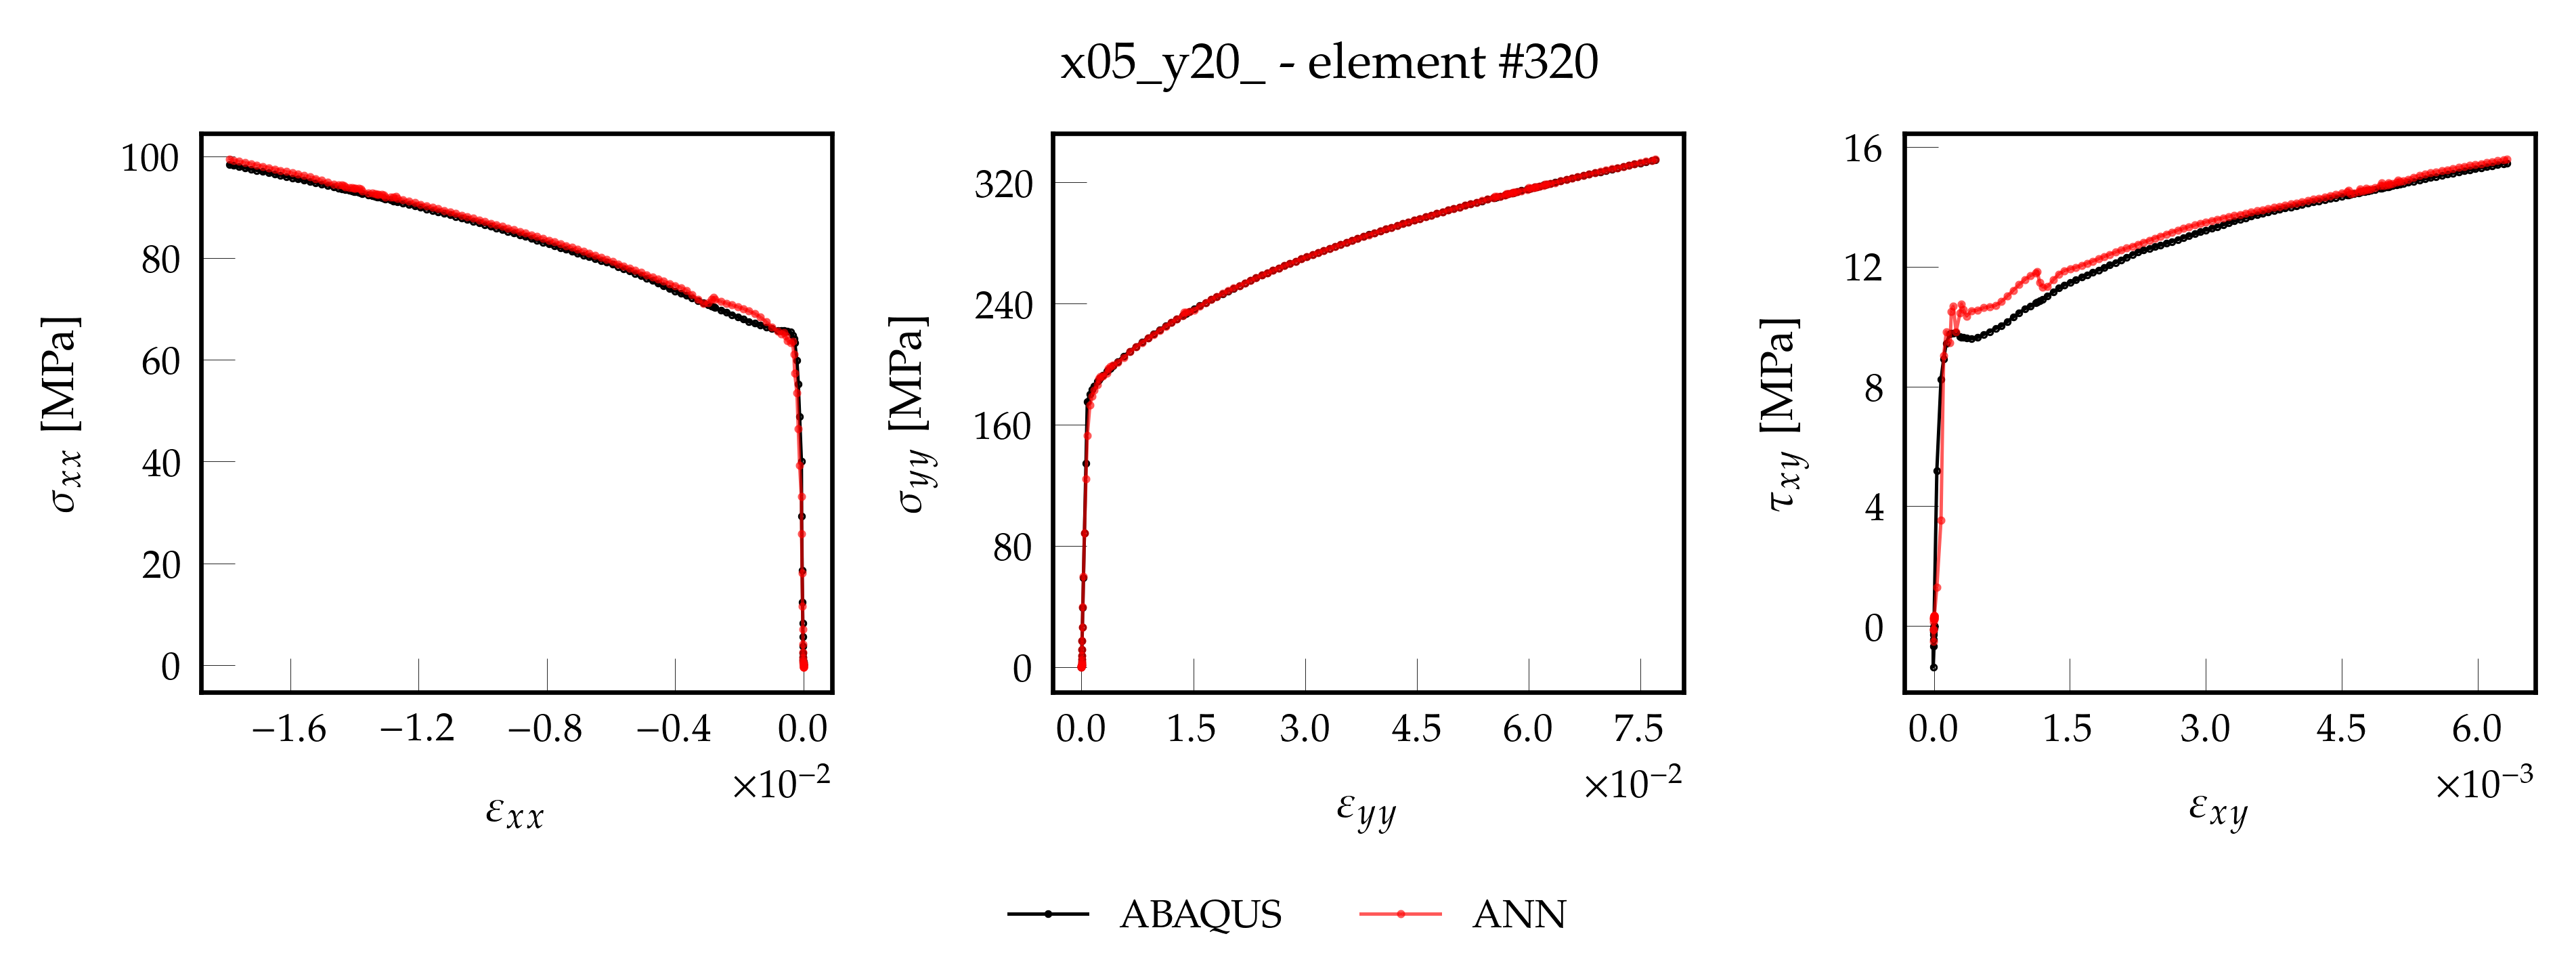 x05_y20_ - element #320
100
80
60
40
20
0
σxx [MPa]
−1.6 −1.2 −0.8 −0.4 0.0
×10−2
εxx
320
240
160
80
0
σyy [MPa]
0.0 1.5 3.0 4.5 6.0 7.5
×10−2
εyy
16
12
8
4
0
τxy [MPa]
0.0 1.5 3.0 4.5 6.0
×10−3
εxy
ABAQUS ANN